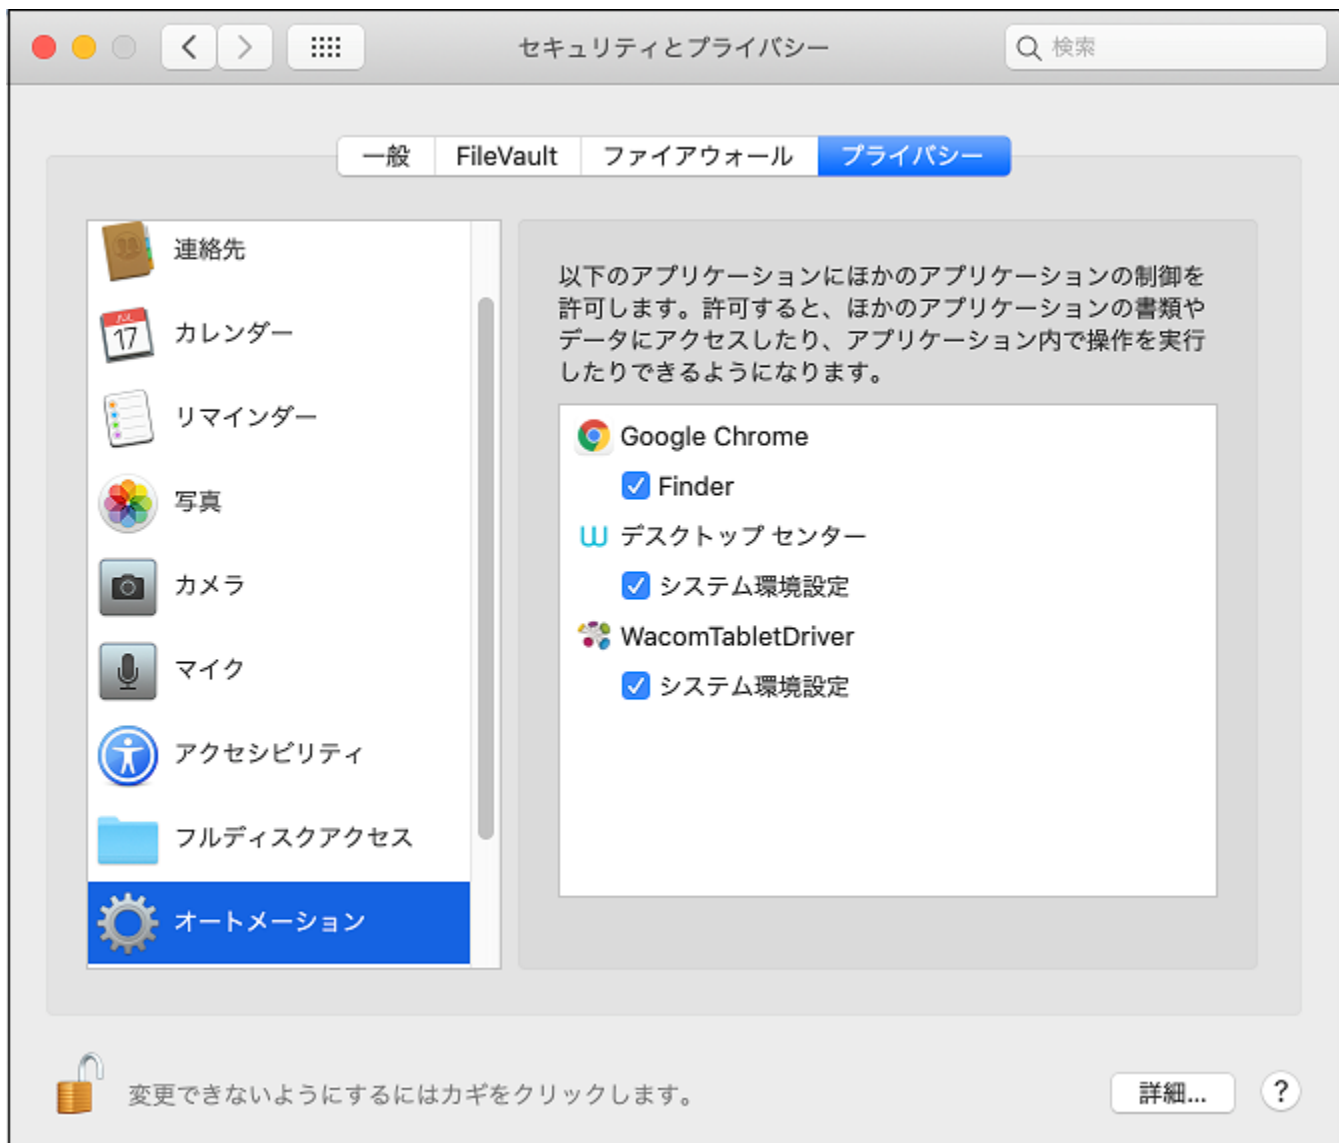 セキュリティとプライバシー
検索
一般
FileVault
ファイアウォール
プライバシー
連絡先
JUL
17
カレンダー
リマインダー
写真
カメラ
マイク
アクセシビリティ
フルディスクアクセス
オートメーション
以下のアプリケーションにほかのアプリケーションの制御を
許可します。許可すると、ほかのアプリケーションの書類や
データにアクセスしたり、アプリケーション内で操作を実行
したりできるようになります。
Google Chrome
Finder
デスクトップ センター
システム環境設定
WacomTabletDriver
システム環境設定
変更できないようにするにはカギをクリックします。
詳細...
?